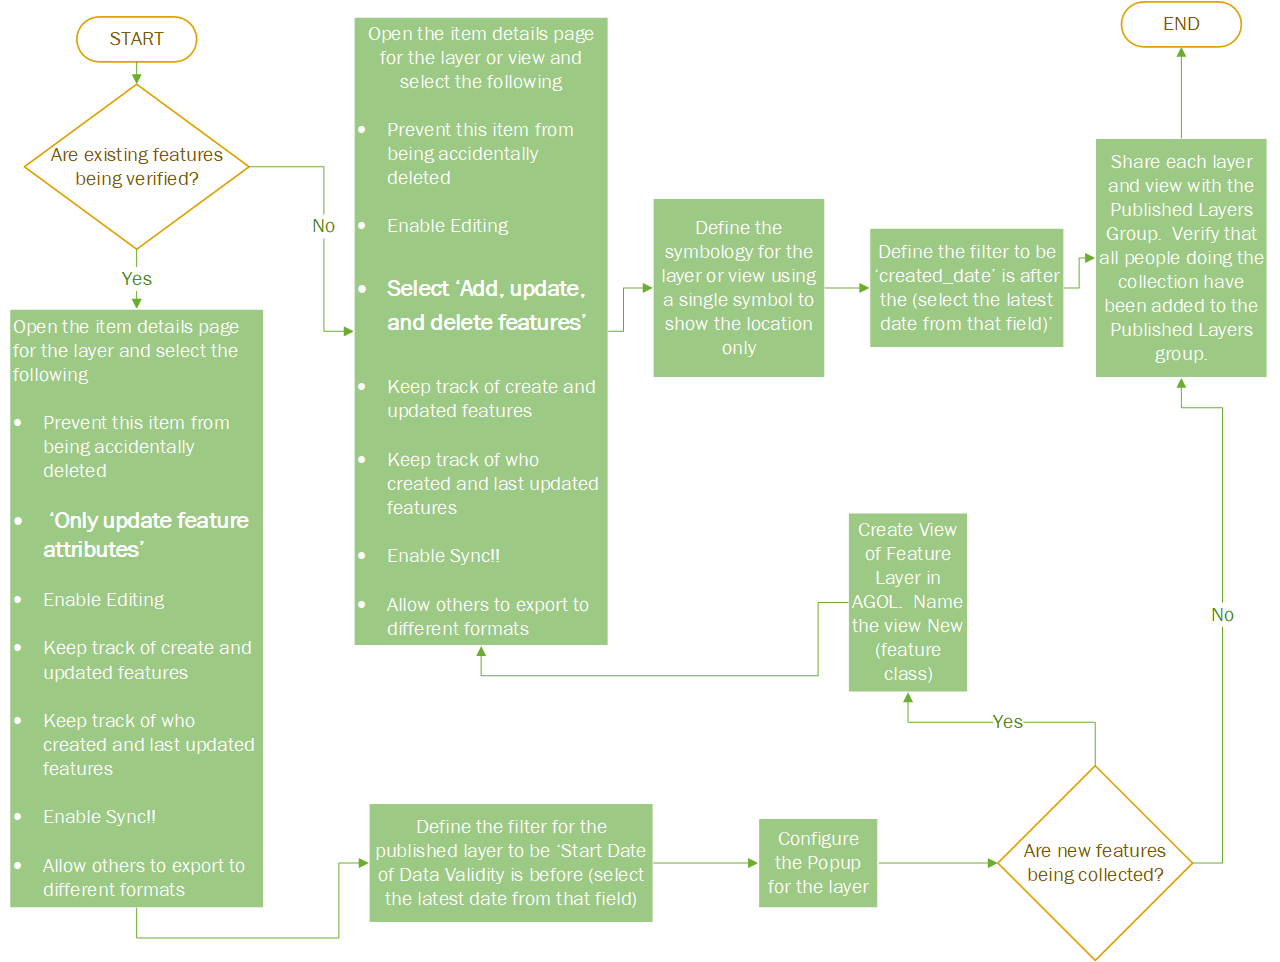 START
Are existing features
being verified?
Yes
No
Open the item details page
for the layer and select the
following
• Prevent this item from
being accidentally
deleted
• ‘Only update feature
attributes’
• Enable Editing
• Keep track of create and
updated features
• Keep track of who
created and last updated
features
• Enable Sync!!
• Allow others to export to
different formats
Open the item details page
for the layer or view and
select the following
• Prevent this item from
being accidentally
deleted
• Enable Editing
• Select ‘Add, update,
and delete features’
• Keep track of create and
updated features
• Keep track of who
created and last updated
features
• Enable Sync!!
• Allow others to export to
different formats
Define the
symbology for the
layer or view using
a single symbol to
show the location
only
Define the filter to be
‘created_date’ is after
the (select the latest
date from that field)’
Share each layer
and view with the
Published Layers
Group. Verify that
all people doing the
collection have
been added to the
Published Layers
group.
END
Define the filter for the
published layer to be ‘Start Date
of Data Validity is before (select
the latest date from that field)
Configure
the Popup
for the layer
Are new features
being collected?
Yes
No
Create View
of Feature
Layer in
AGOL. Name
the view New
(feature
class)